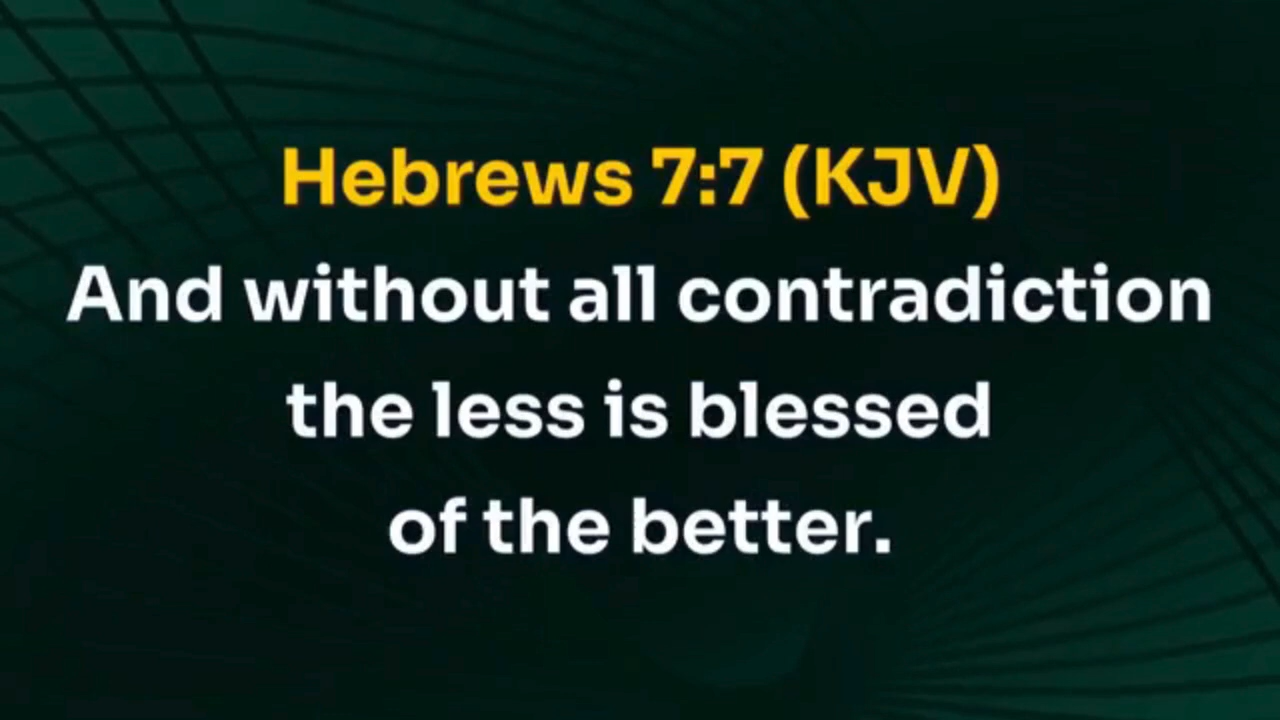 Hebrews 7:7 (KJV)
And without all contradiction
the less is blessed
of the better.